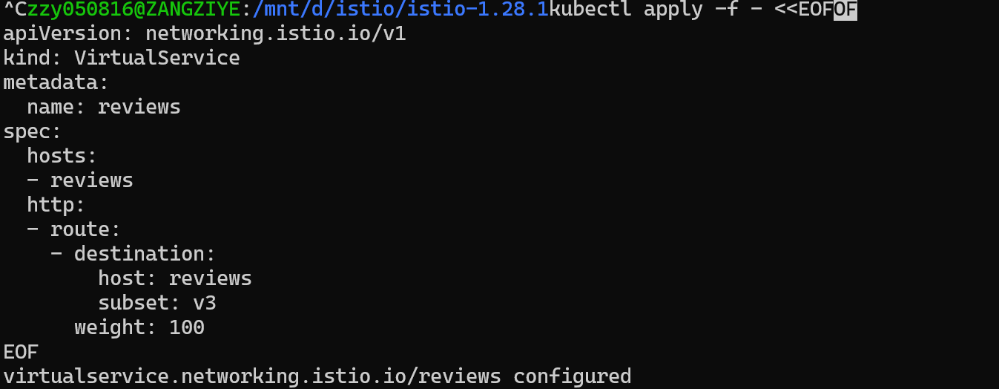 ^Czzy050816@ZANGZIYE:/mnt/d/istio/istio-1.28.1kubectl apply -f - <<EOFOF
apiVersion: networking.istio.io/v1
kind: VirtualService
metadata:
  name: reviews
spec:
  hosts:
  - reviews
  http:
  - route:
    - destination:
        host: reviews
        subset: v3
      weight: 100
EOF
virtualservice.networking.istio.io/reviews configured